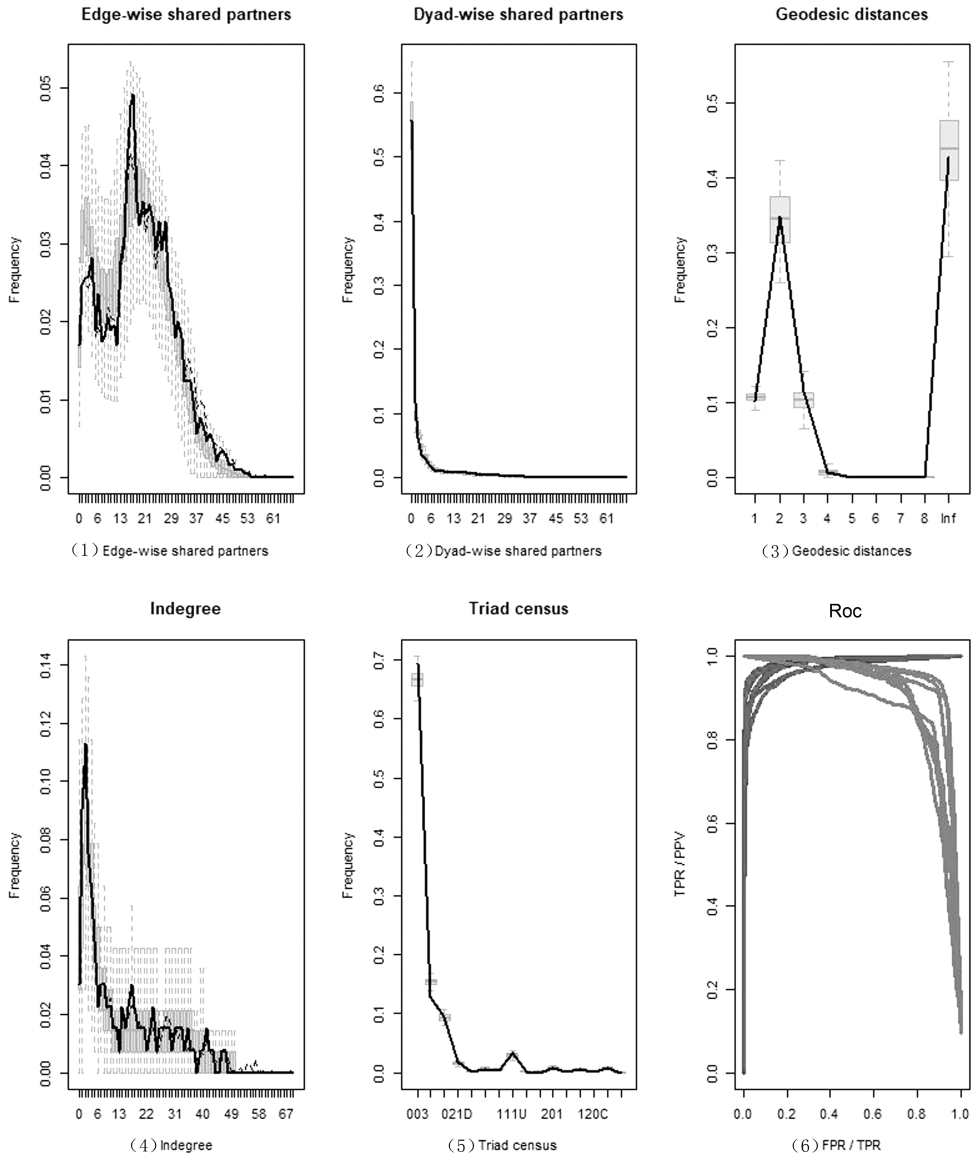 Edge-wise shared partners
Frequency
0.05
0.04
0.03
0.02
0.01
0.00
0 6 13 21 29 37 45 53 61
(1) Edge-wise shared partners
Dyad-wise shared partners
Frequency
0.6
0.5
0.4
0.3
0.2
0.1
0.0
0 6 13 21 29 37 45 53 61
(2) Dyad-wise shared partners
Geodesic distances
Frequency
0.5
0.4
0.3
0.2
0.1
0.0
1 2 3 4 5 6 7 8 Inf
(3) Geodesic distances
Indegree
Frequency
0.14
0.12
0.10
0.08
0.06
0.04
0.02
0.00
0 6 13 22 31 40 49 58 67
(4) Indegree
Triad census
Frequency
0.7
0.6
0.5
0.4
0.3
0.2
0.1
0.0
003 021D 111U 201 120C
(5) Triad census
Roc
TPR / PPV
1.0
0.8
0.6
0.4
0.2
0.0
0.0 0.2 0.4 0.6 0.8 1.0
(6) FPR / TPR